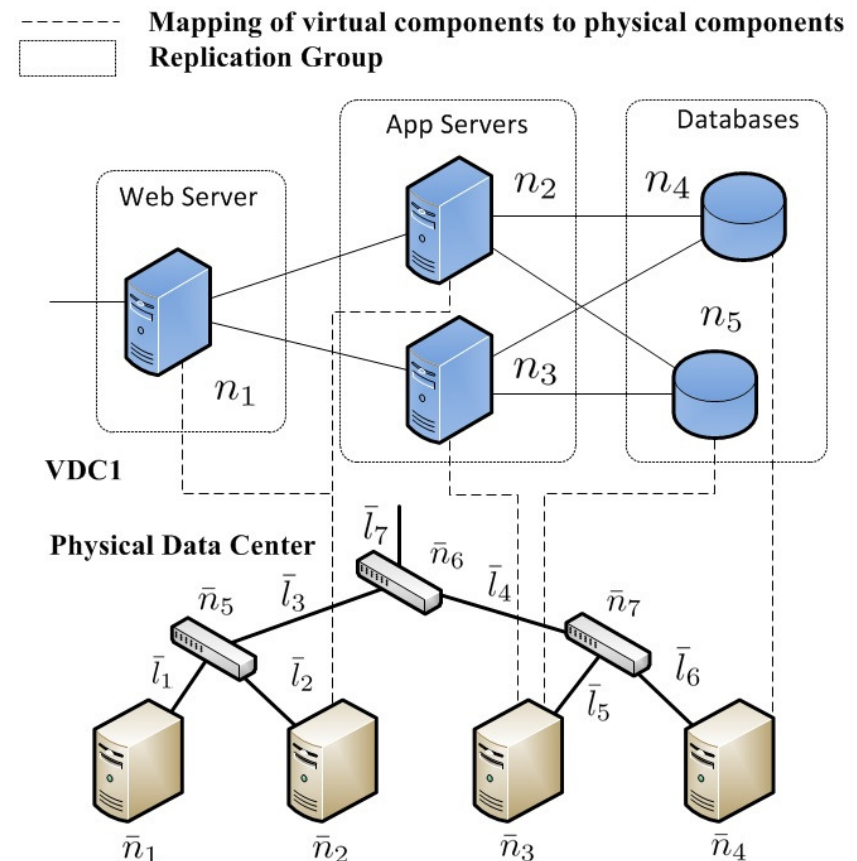 Mapping of virtual components to physical components
Replication Group
App Servers
Databases
Web Server
n₂
n₄
n₅
n₃
n₁
VDC1
Physical Data Center
l̄₇
n̄₆
l̄₃
l̄₄
n̄₅
n̄₇
l̄₁
l̄₂
l̄₅
l̄₆
n̄₁
n̄₂
n̄₃
n̄₄